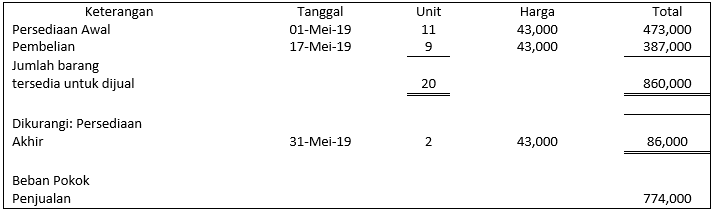 Keterangan Tanggal Unit Harga Total
Persediaan Awal 01-Mei-19 11 43,000 473,000
Pembelian 17-Mei-19 9 43,000 387,000
Jumlah barang
tersedia untuk dijual 20 860,000
Dikurangi: Persediaan
Akhir 31-Mei-19 2 43,000 86,000
Beban Pokok
Penjualan 774,000